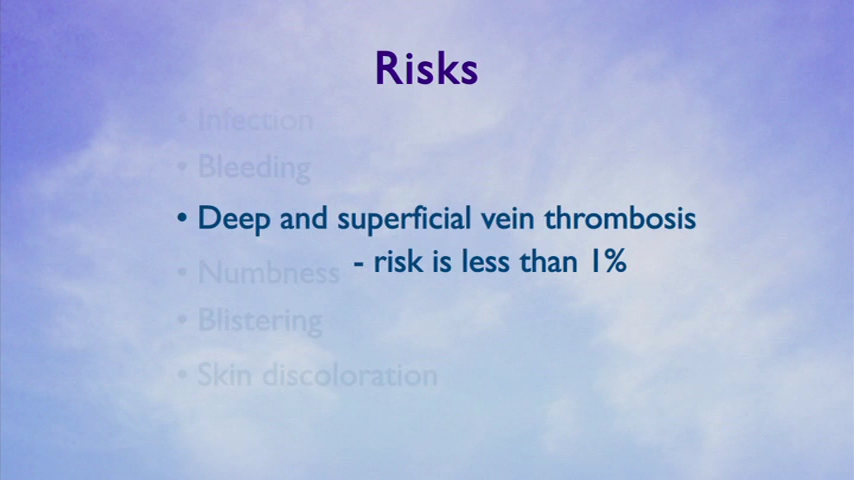 Risks
• Infection
• Bleeding
• Deep and superficial vein thrombosis
- risk is less than 1%
• Numbness
• Blistering
• Skin discoloration